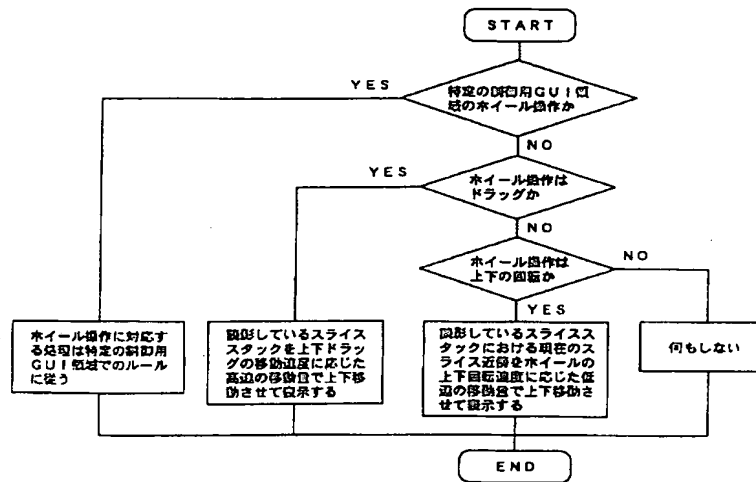 START
YES
特定の制御用GUI領
域のホイール操作か
NO
YES
ホイール操作は
ドラッグか
NO
ホイール操作は
上下の回転か
NO
YES
ホイール操作に対応す
る処理は特定の制御用
GUI領域でのルール
に従う
しているスライス
スタックを上下ドラッ
グの移動速度に応じた
高速の移動量で上下移動
させて表示する
しているスライスス
タックにおける現在のス
ライス近傍をホイールの
上下回転速度に応じた低
速の移動量で上下移動さ
せて表示する
何もしない
END